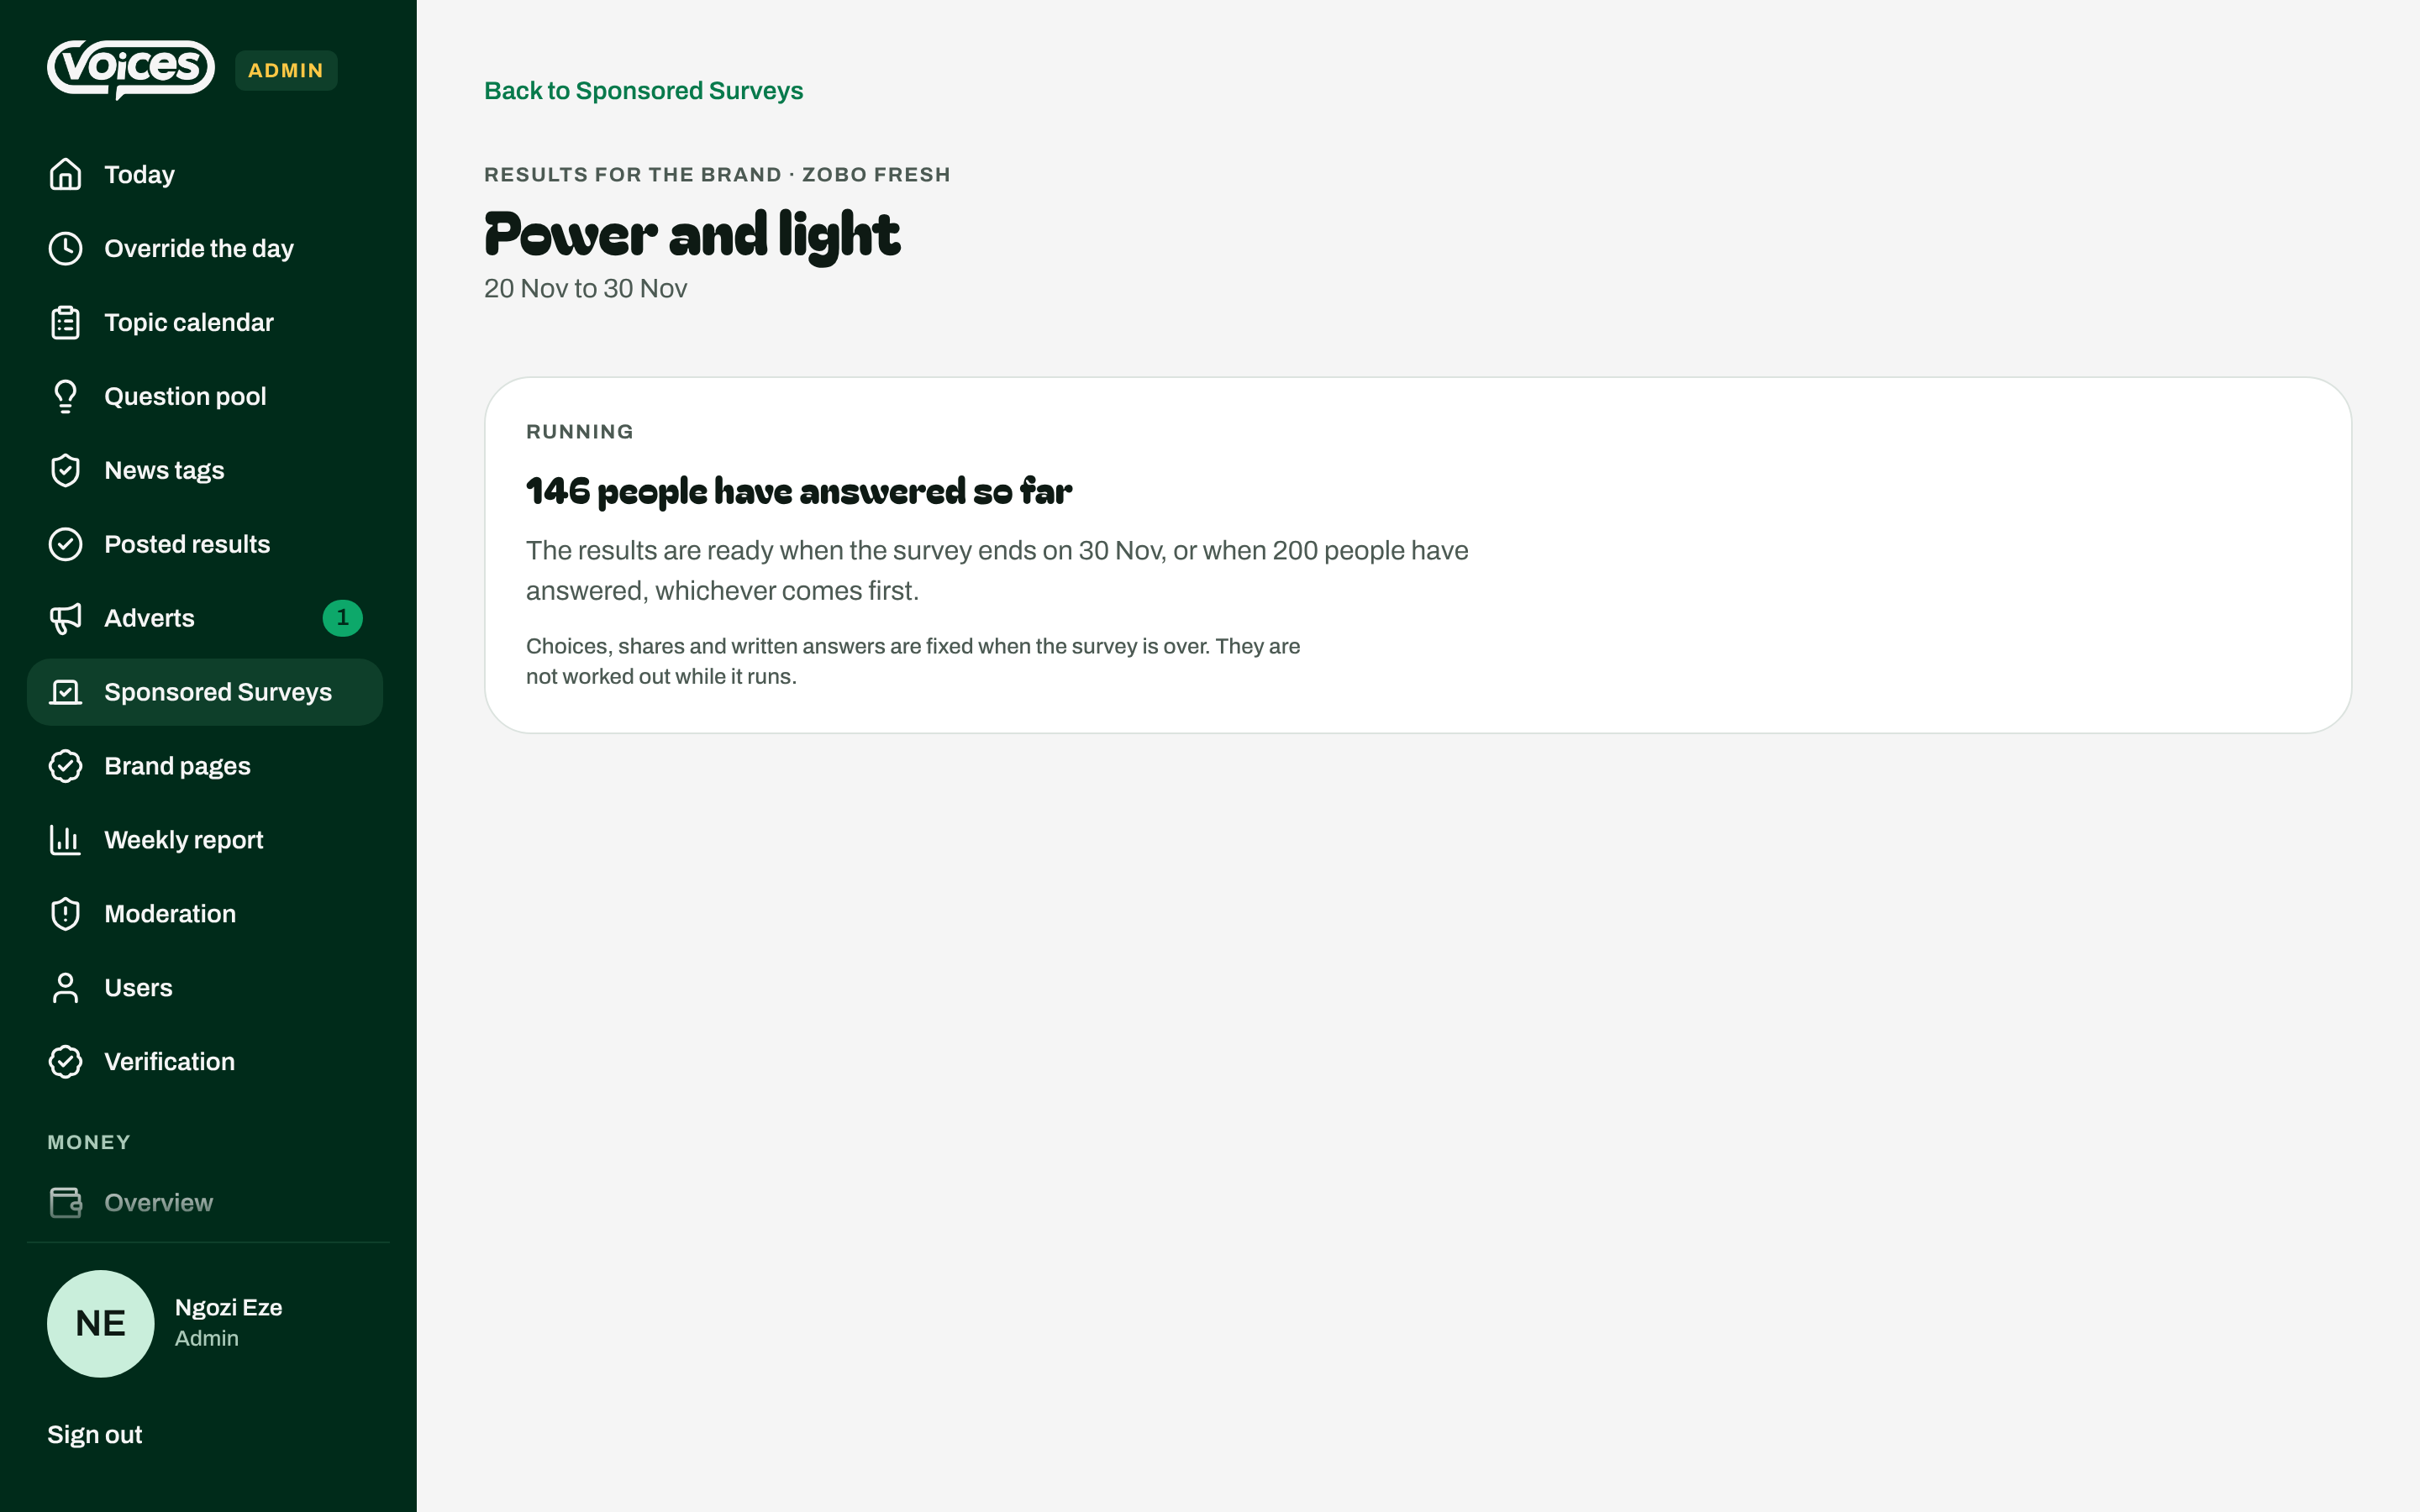 voices
ADMIN
Today
Override the day
Topic calendar
Question pool
News tags
Posted results
Adverts
1
Sponsored Surveys
Brand pages
Weekly report
Moderation
Users
Verification
MONEY
Overview
NE
Ngozi Eze
Admin
Sign out
Back to Sponsored Surveys
RESULTS FOR THE BRAND · ZOBO FRESH
Power and light
20 Nov to 30 Nov
RUNNING
146 people have answered so far
The results are ready when the survey ends on 30 Nov, or when 200 people have
answered, whichever comes first.
Choices, shares and written answers are fixed when the survey is over. They are
not worked out while it runs.